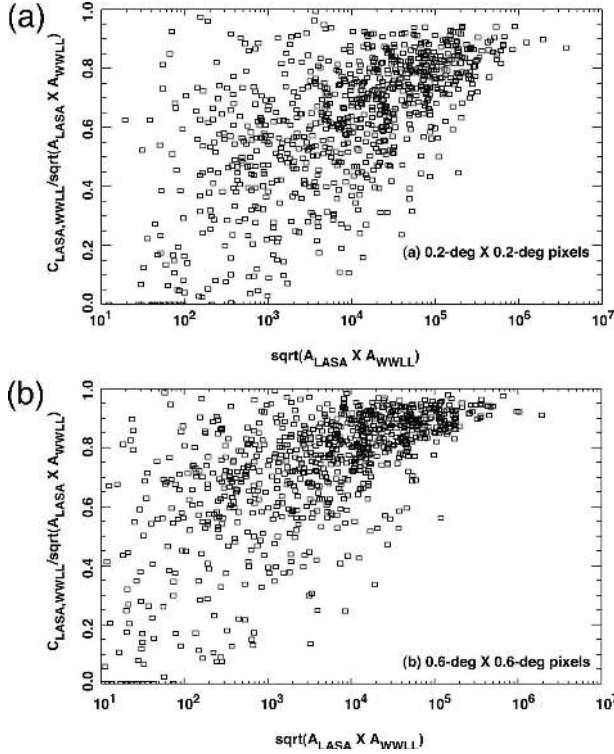 (a)
1.0
0.8
0.6
0.4
0.2
0.0
C_LASA,WWLL/sqrt(A_LASA X A_WWLL)
(a) 0.2-deg X 0.2-deg pixels
10^1 10^2 10^3 10^4 10^5 10^6 10^7
sqrt(A_LASA X A_WWLL)
(b)
1.0
0.8
0.6
0.4
0.2
0.0
C_LASA,WWLL/sqrt(A_LASA X A_WWLL)
(b) 0.6-deg X 0.6-deg pixels
10^1 10^2 10^3 10^4 10^5 10^6 10^7
sqrt(A_LASA X A_WWLL)